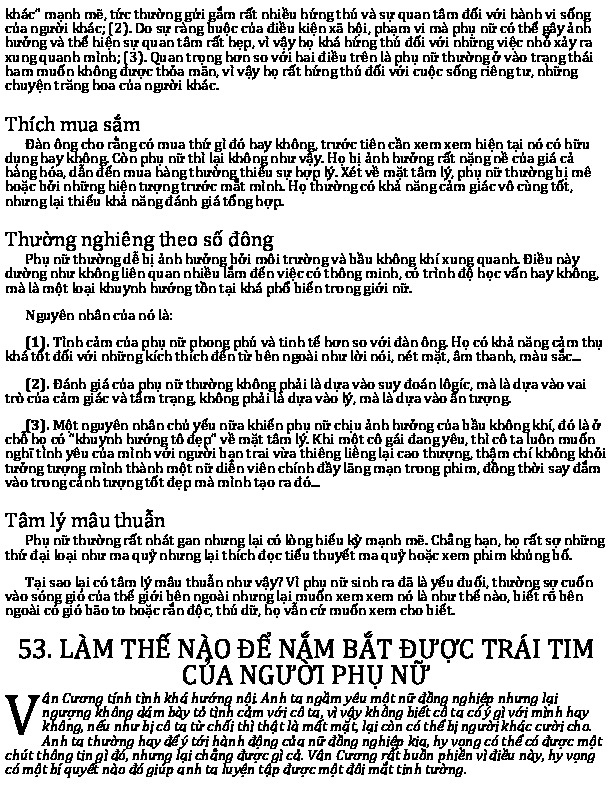 khác" mạnh mẽ, tức thường gửi gắm rất nhiều hứng thú và sự quan tâm đối với hành vi sống
của người khác; (2). Do sự ràng buộc của điều kiện xã hội, phạm vi mà phụ nữ có thể gây ảnh
hưởng và thể hiện sự quan tâm rất hẹp, vì vậy họ khá hứng thú đối với những việc nhỏ xảy ra
xung quanh mình; (3). Quan trọng hơn so với hai điều trên là phụ nữ thường ở vào trạng thái
ham muốn không được thỏa mãn, vì vậy họ rất hứng thú đối với cuộc sống riêng tư, những
chuyện trăng hoa của người khác.
Thích mua sắm
Đàn ông cho rằng có mua thứ gì đó hay không, trước tiên cần xem xem hiện tại nó có hữu
dụng hay không. Còn phụ nữ thì lại không như vậy. Họ bị ảnh hưởng rất nặng nề của giá cả
hàng hóa, dẫn đến mua hàng thường thiếu sự hợp lý. Xét về mặt tâm lý, phụ nữ thường bị mê
hoặc bởi những hiện tượng trước mắt mình. Họ thường có khả năng cảm giác vô cùng tốt,
nhưng lại thiếu khả năng đánh giá tổng hợp.
Thường nghiêng theo số đông
Phụ nữ thường dễ bị ảnh hưởng bởi môi trường và bầu không khí xung quanh. Điều này
dường như không liên quan nhiều lắm đến việc có thông minh, có trình độ học vấn hay không,
mà là một loại khuynh hướng tồn tại khá phổ biến trong giới nữ.
Nguyên nhân của nó là:
(1). Tình cảm của phụ nữ phong phú và tinh tế hơn so với đàn ông. Họ có khả năng cảm thụ
khá tốt đối với những kích thích đến từ bên ngoài như lời nói, nét mặt, âm thanh, màu sắc...
(2). Đánh giá của phụ nữ thường không phải là dựa vào suy đoán lôgíc, mà là dựa vào vai
trò của cảm giác và tâm trạng, không phải là dựa vào lý, mà là dựa vào ấn tượng.
(3). Một nguyên nhân chủ yếu nữa khiến phụ nữ chịu ảnh hưởng của bầu không khí, đó là ở
chỗ họ có "khuynh hướng tô đẹp" về mặt tâm lý. Khi một cô gái đang yêu, thì cô ta luôn muốn
nghĩ tình yêu của mình với người bạn trai vừa thiêng liêng lại cao thượng, thậm chí không khỏi
tưởng tượng mình thành một nữ diễn viên chính đầy lãng mạn trong phim, đồng thời say đắm
vào trong cảnh tượng tốt đẹp mà mình tạo ra đó...
Tâm lý mâu thuẫn
Phụ nữ thường rất nhát gan nhưng lại có lòng hiếu kỳ mạnh mẽ. Chẳng hạn, họ rất sợ những
thứ đại loại như ma quỷ nhưng lại thích đọc tiểu thuyết ma quỷ hoặc xem phim khủng bố.
Tại sao lại có tâm lý mâu thuẫn như vậy? Vì phụ nữ sinh ra đã là yếu đuối, thường sợ cuốn
vào sóng gió của thế giới bên ngoài nhưng lại muốn xem xem nó là như thế nào, biết rõ bên
ngoài có gió bão to hoặc rắn độc, thú dữ, họ vẫn cứ muốn xem cho biết.
53. LÀM THẾ NÀO ĐỂ NẮM BẮT ĐƯỢC TRÁI TIM
CỦA NGƯỜI PHỤ NỮ
Vân Cương tính tình khá hướng nội. Anh ta ngầm yêu một nữ đồng nghiệp nhưng lại
ngượng không dám bày tỏ tình cảm với cô ta, vì vậy không biết cô ta có ý gì với mình hay
không, nếu như bị cô ta từ chối thì thật là mất mặt, lại còn có thể bị người khác cười cho.
Anh ta thường hay để ý tới hành động của nữ đồng nghiệp kia, hy vọng có thể có được một
chút thông tin gì đó, nhưng lại chẳng được gì cả. Vân Cương rất buồn phiền vì điều này, hy vọng
có một bí quyết nào đó giúp anh ta luyện tập được một đôi mắt tinh tường.